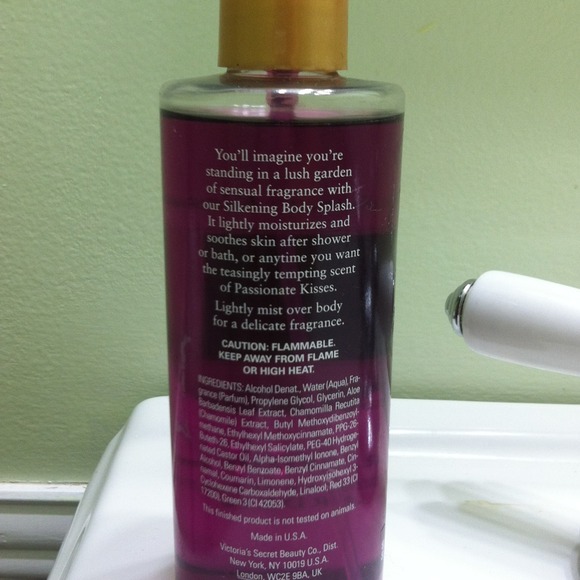 You'll imagine you're
standing in a lush garden
of sensual fragrance with
our Silkening Body Splash.
It lightly moisturizes and
soothes skin after shower
or bath, or anytime you want
the teasingly tempting scent
of Passionate Kisses.
Lightly mist over body
for a delicate fragrance.
CAUTION: FLAMMABLE.
KEEP AWAY FROM FLAME
OR HIGH HEAT.
INGREDIENTS: Alcohol Denat., Water (Aqua), Fra-
grance (Parfum), Propylene Glycol, Glycerin, Aloe
Barbadensis Leaf Extract, Chamomilla Recutita
(Chamomile) Extract, Butyl Methoxydibenzoyl-
methane, Ethylhexyl Methoxycinnamate, PPG-26-
Buteth-26, Ethylhexyl Salicylate, PEG-40 Hydroge-
nated Castor Oil, Alpha-Isomethyl Ionone, Benzyl
Alcohol, Benzyl Benzoate, Benzyl Cinnamate, Cin-
namal, Coumarin, Limonene, Hydroxyisohexyl 3-
Cyclohexene Carboxaldehyde, Linalool, Red 33 (CI
17200), Green 3 (CI 42053).
This finished product is not tested on animals.
Made in U.S.A.
Victoria's Secret Beauty Co., Dist.
New York, NY 10019 U.S.A.
London, WC2E 9BA, UK